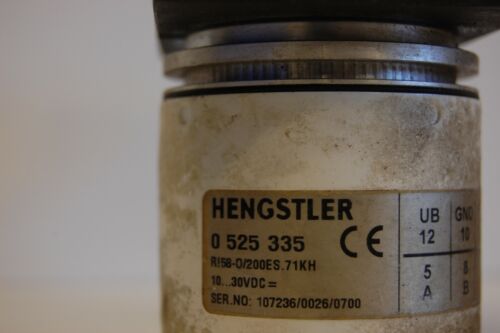 HENGSTLER
0 525 335 CE
RI58-O/200ES.71KH
10...30VDC=
SER.NO: 107236/0026/0700
UB GND
12 10
5 8
A B